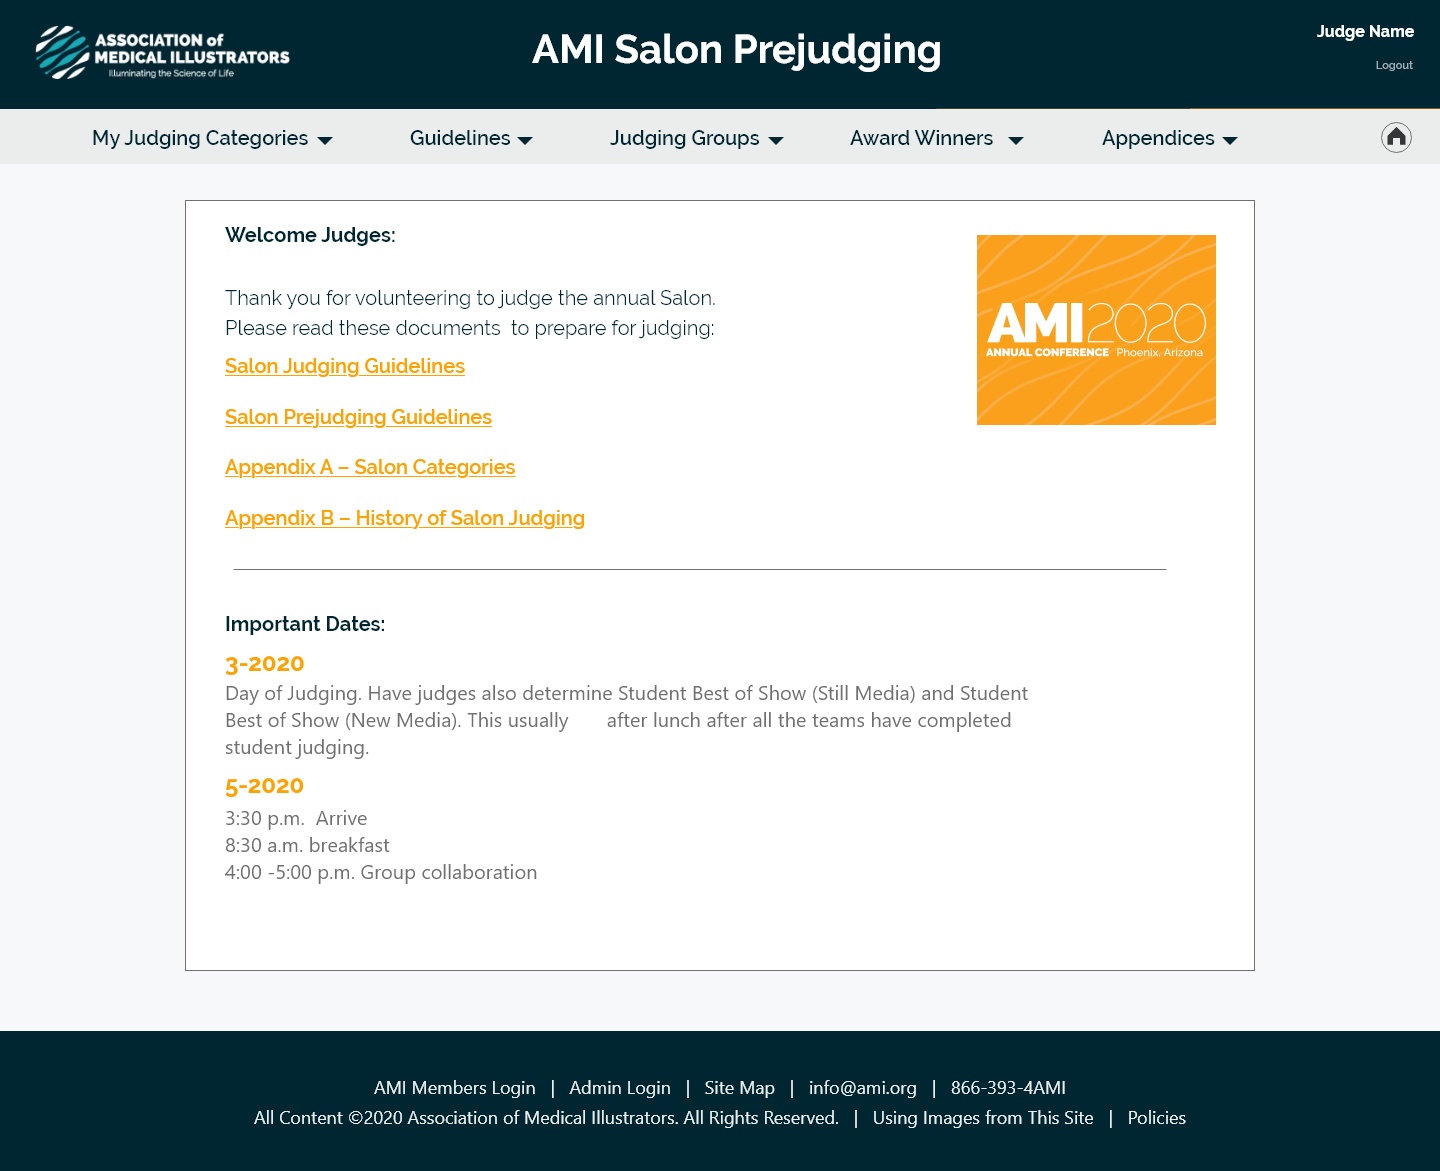 ASSOCIATION of
MEDICAL ILLUSTRATORS
Illuminating the Science of Life
AMI Salon Prejudging
Judge Name
Logout
My Judging Categories
Guidelines
Judging Groups
Award Winners
Appendices
Welcome Judges:
Thank you for volunteering to judge the annual Salon.
Please read these documents  to prepare for judging:
Salon Judging Guidelines
Salon Prejudging Guidelines
Appendix A – Salon Categories
Appendix B – History of Salon Judging
AMI2020
ANNUAL CONFERENCE Phoenix, Arizona
Important Dates:
3-2020
Day of Judging. Have judges also determine Student Best of Show (Still Media) and Student
Best of Show (New Media). This usually      after lunch after all the teams have completed
student judging.
5-2020
3:30 p.m.  Arrive
8:30 a.m. breakfast
4:00 -5:00 p.m. Group collaboration
AMI Members Login | Admin Login | Site Map | info@ami.org | 866-393-4AMI
All Content ©2020 Association of Medical Illustrators. All Rights Reserved. | Using Images from This Site | Policies